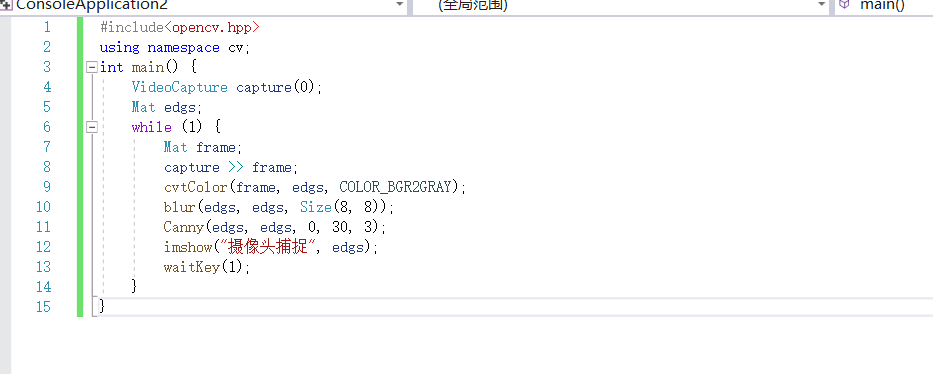 ConsoleApplication2 (全局范围) main()
1 #include<opencv.hpp>
2 using namespace cv;
3 int main() {
4 VideoCapture capture(0);
5 Mat edgs;
6 while (1) {
7 Mat frame;
8 capture >> frame;
9 cvtColor(frame, edgs, COLOR_BGR2GRAY);
10 blur(edgs, edgs, Size(8, 8));
11 Canny(edgs, edgs, 0, 30, 3);
12 imshow("摄像头捕捉", edgs);
13 waitKey(1);
14 }
15 }